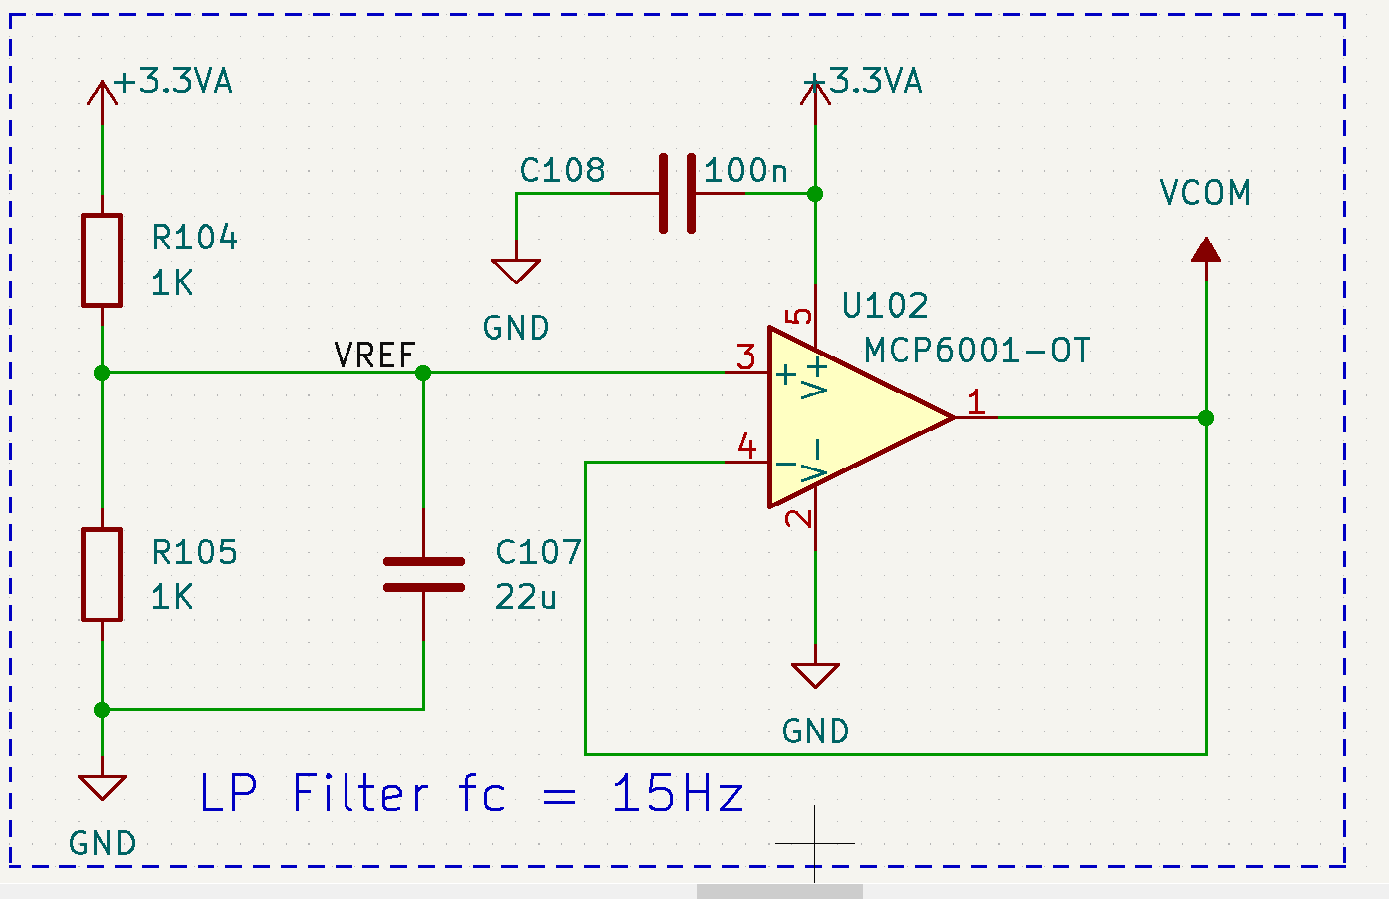 +3.3VA
+3.3VA
C108
100n
VCOM
R104
1K
GND
5
U102
MCP6001-OT
VREF
3
+
V+
1
4
-
V-
2
R105
1K
C107
22u
GND
LP Filter fc = 15Hz
GND